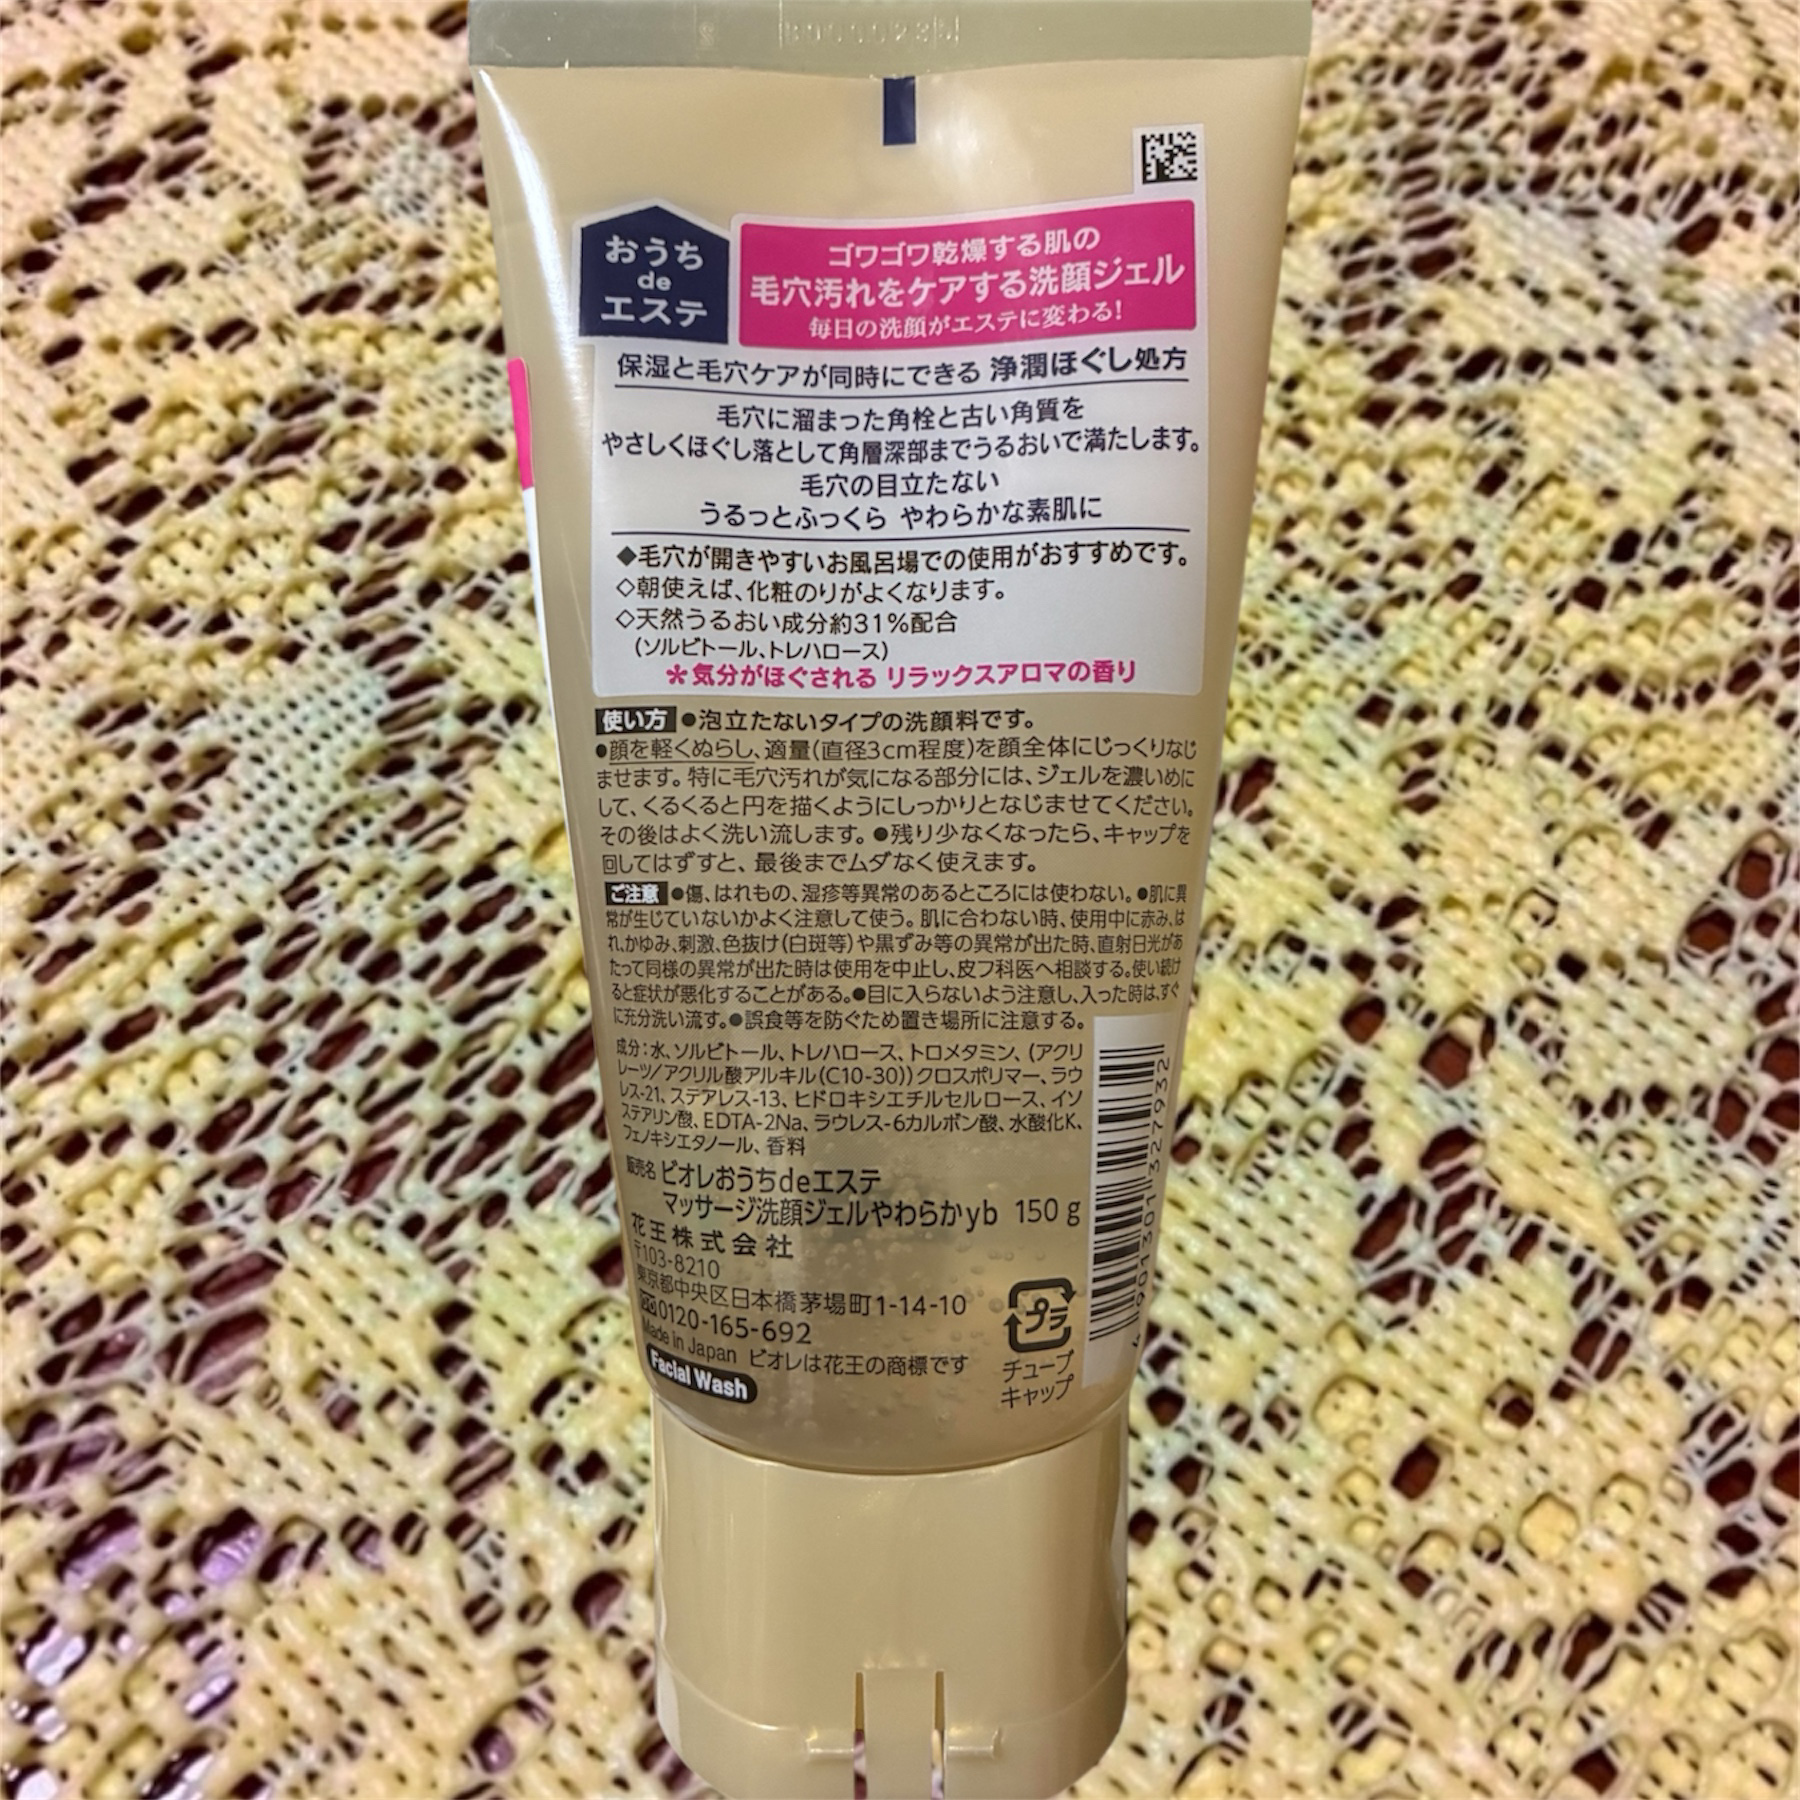 おうち
de
エステ
ゴワゴワ乾燥する肌の
毛穴汚れをケアする洗顔ジェル
毎日の洗顔がエステに変わる!
保湿と毛穴ケアが同時にできる 浄潤ほぐし処方
毛穴に溜まった角栓と古い角質を
やさしくほぐし落として角層深部までうるおいで満たします。
毛穴の目立たない
うるっとふっくら やわらかな素肌に
◆毛穴が開きやすいお風呂場での使用がおすすめです。
◇朝使えば、化粧のりがよくなります。
◇天然うるおい成分約31%配合
(ソルビトール、トレハロース)
*気分がほぐされる リラックスアロマの香り
使い方 ●泡立たないタイプの洗顔料です。
●顔を軽くぬらし、適量(直径3cm程度)を顔全体にじっくりなじ
ませます。特に毛穴汚れが気になる部分には、ジェルを濃いめに
して、くるくると円を描くようにしっかりとなじませてください。
その後はよく洗い流します。●残り少なくなったら、キャップを
回してはずすと、最後までムダなく使えます。
ご注意 ●傷、はれもの、湿疹等異常のあるところには使わない。●肌に異
常が生じていないかよく注意して使う。肌に合わない時、使用中に赤み、は
れ、かゆみ、刺激、色抜け(白斑等)や黒ずみ等の異常が出た時、直射日光があ
たって同様の異常が出た時は使用を中止し、皮フ科医へ相談する。使い続け
ると症状が悪化することがある。●目に入らないよう注意し、入った時は、すぐ
に充分洗い流す。●誤食等を防ぐため置き場所に注意する。
成分:水、ソルビトール、トレハロース、トロメタミン、(アクリ
レーツ/アクリル酸アルキル(C10-30))クロスポリマー、ラウ
レス-21、ステアレス-13、ヒドロキシエチルセルロース、イソ
ステアリン酸、EDTA-2Na、ラウレス-6カルボン酸、水酸化K、
フェノキシエタノール、香料
販売名 ビオレおうちdeエステ
マッサージ洗顔ジェルやわらかyb 150g
花王株式会社
〒103-8210
東京都中央区日本橋茅場町1-14-10
0120-165-692
Made in Japan ビオレは花王の商標です
Facial Wash
プラ
チューブ
キャップ
4 901301 327932